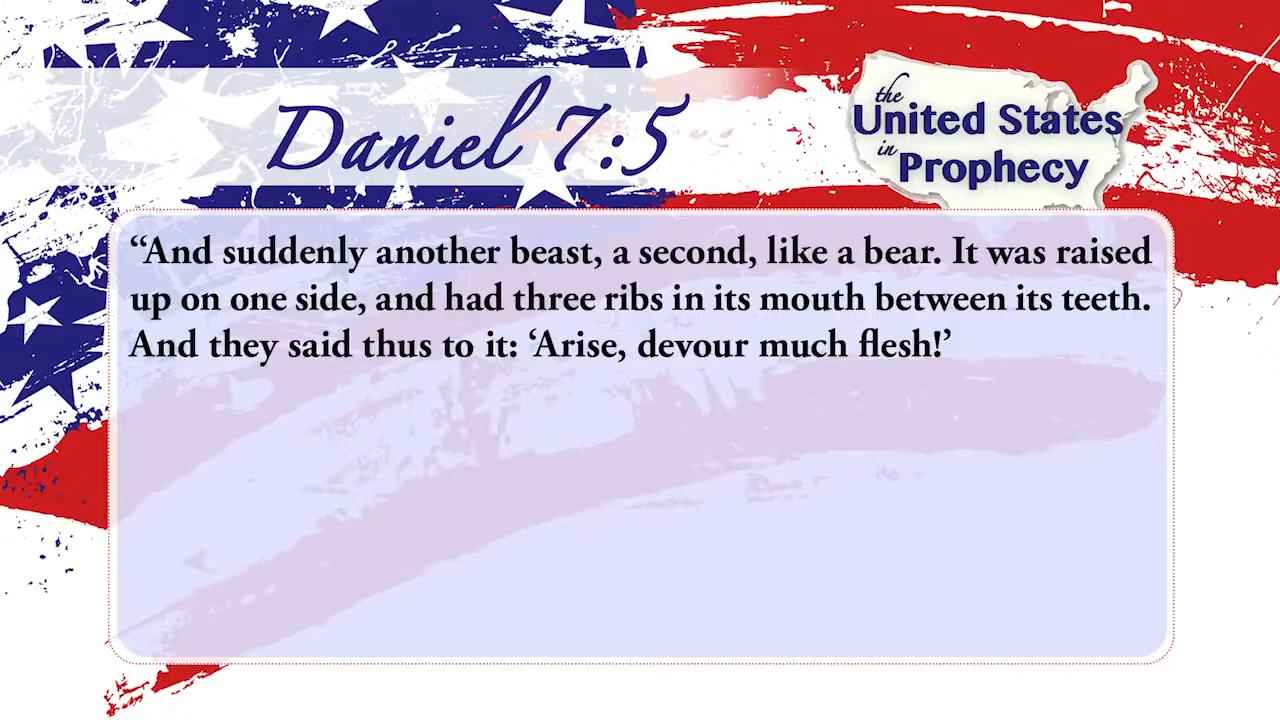 Daniel 7:5
the
United States
in
Prophecy
“And suddenly another beast, a second, like a bear. It was raised
up on one side, and had three ribs in its mouth between its teeth.
And they said thus to it: ‘Arise, devour much flesh!’